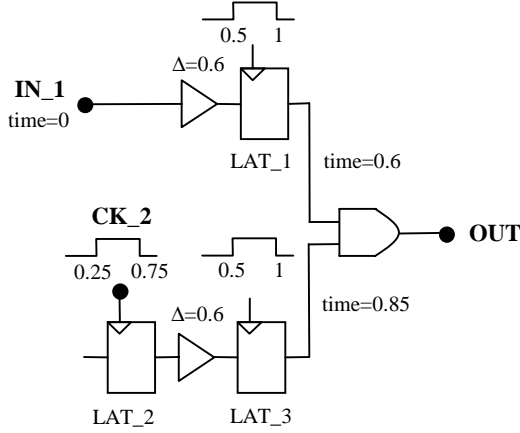 0.5 1
Δ=0.6
IN_1
time=0
LAT_1
time=0.6
CK_2
OUT
0.25 0.75
0.5 1
Δ=0.6
time=0.85
LAT_2
LAT_3